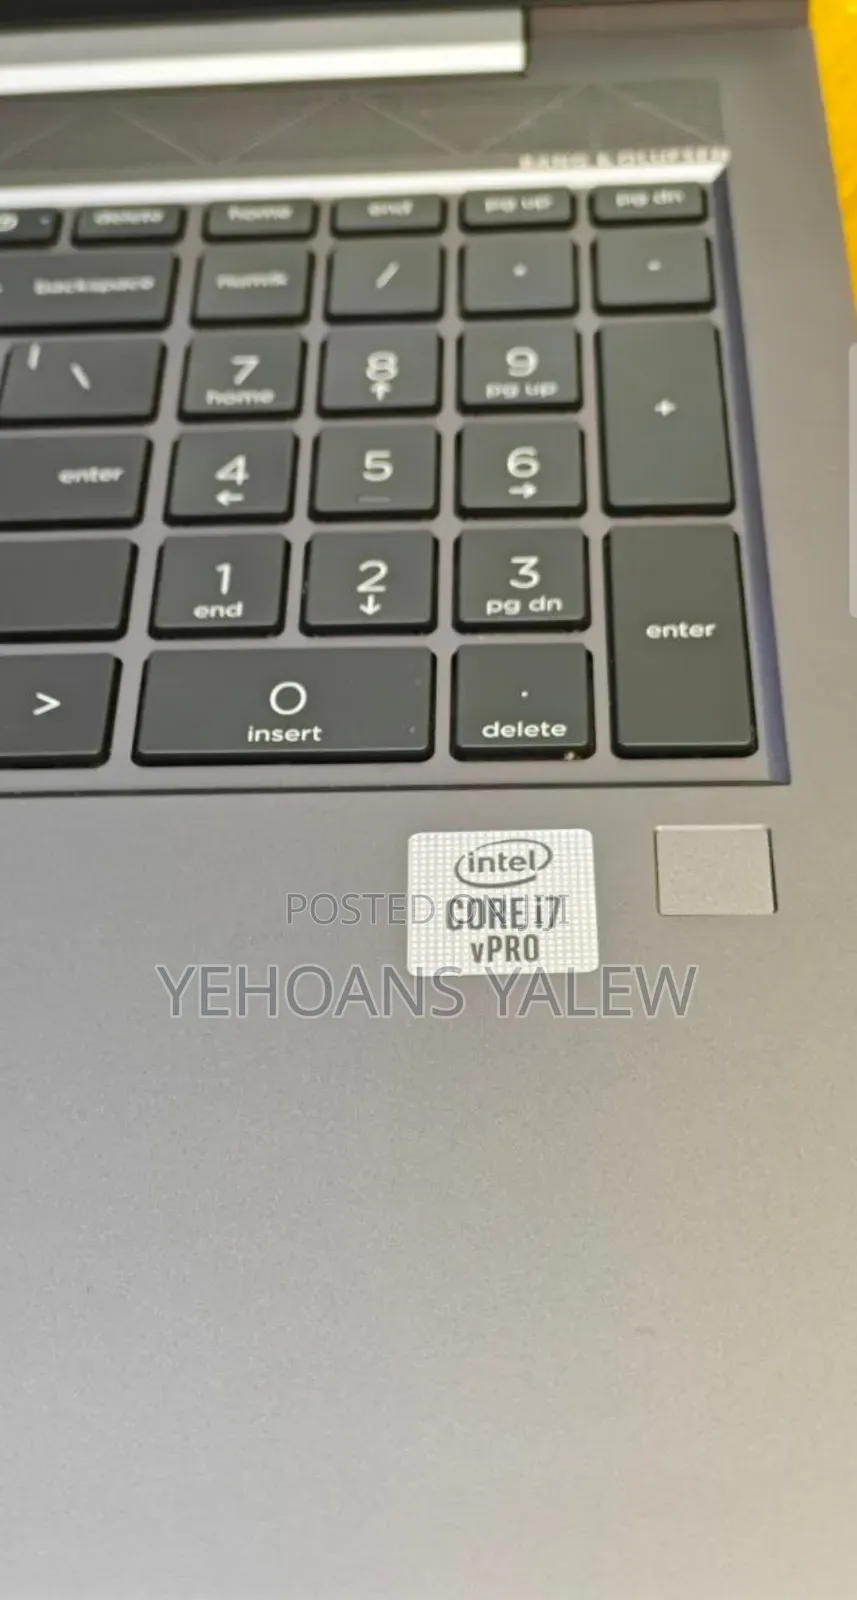 BANG & OLUFSEN
delete home end pg up pg dn
backspace numlk / * -
| \ 7 home 8 ↑ 9 pg up +
enter 4 ← 5 6 →
1 end 2 ↓ 3 pg dn enter
> 0 insert . delete
intel
CORE i7
vPRO
POSTED ON JIJI
YEHOANS YALEW